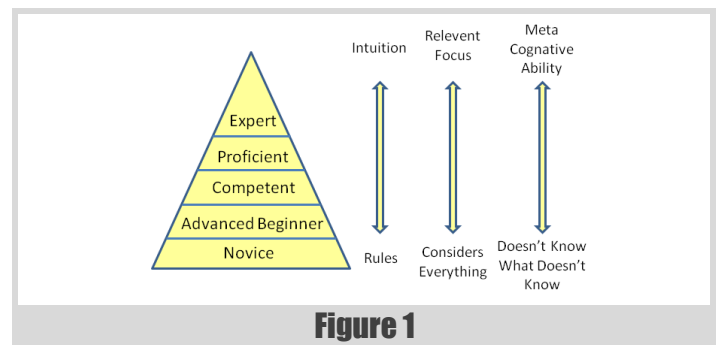 Expert
Proficient
Competent
Advanced Beginner
Novice
Intuition
Rules
Relevent
Focus
Considers
Everything
Meta
Cognative
Ability
Doesn't Know
What Doesn't
Know
Figure 1